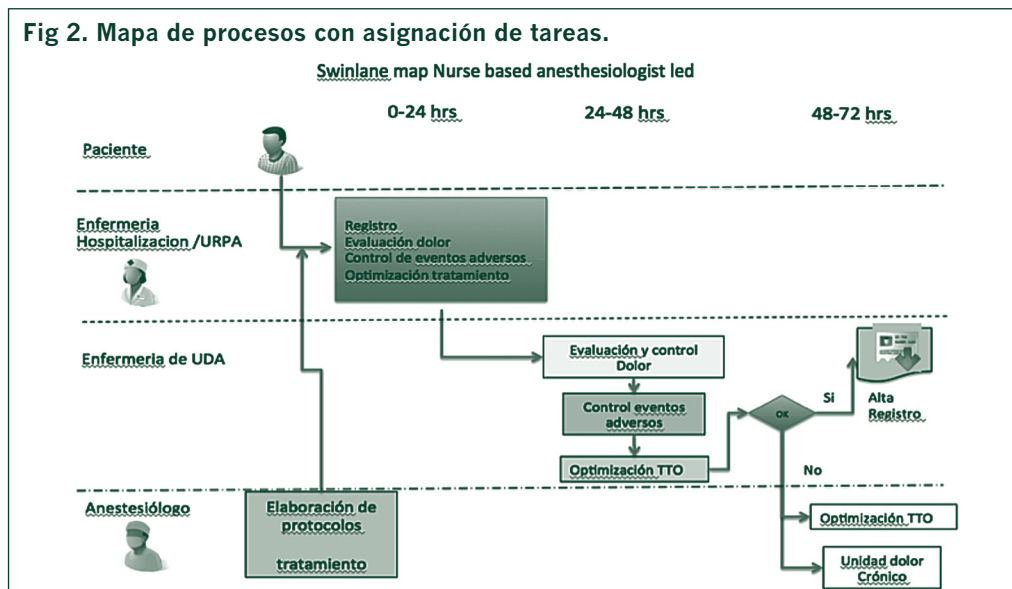 Fig 2. Mapa de procesos con asignación de tareas.
Swinlane map Nurse based anesthesiologist led
0-24 hrs
24-48 hrs
48-72 hrs
Paciente
Enfermeria
Hospitalizacion /URPA
Registro
Evaluación dolor
Control de eventos adversos
Optimización tratamiento
Enfermeria de UDA
Evaluación y control
Dolor
Control eventos
adversos
Optimización TTO
OK
Si
Alta
Registro
No
Anestesiólogo
Elaboración de
protocolos
tratamiento
Optimización TTO
Unidad dolor
Crónico